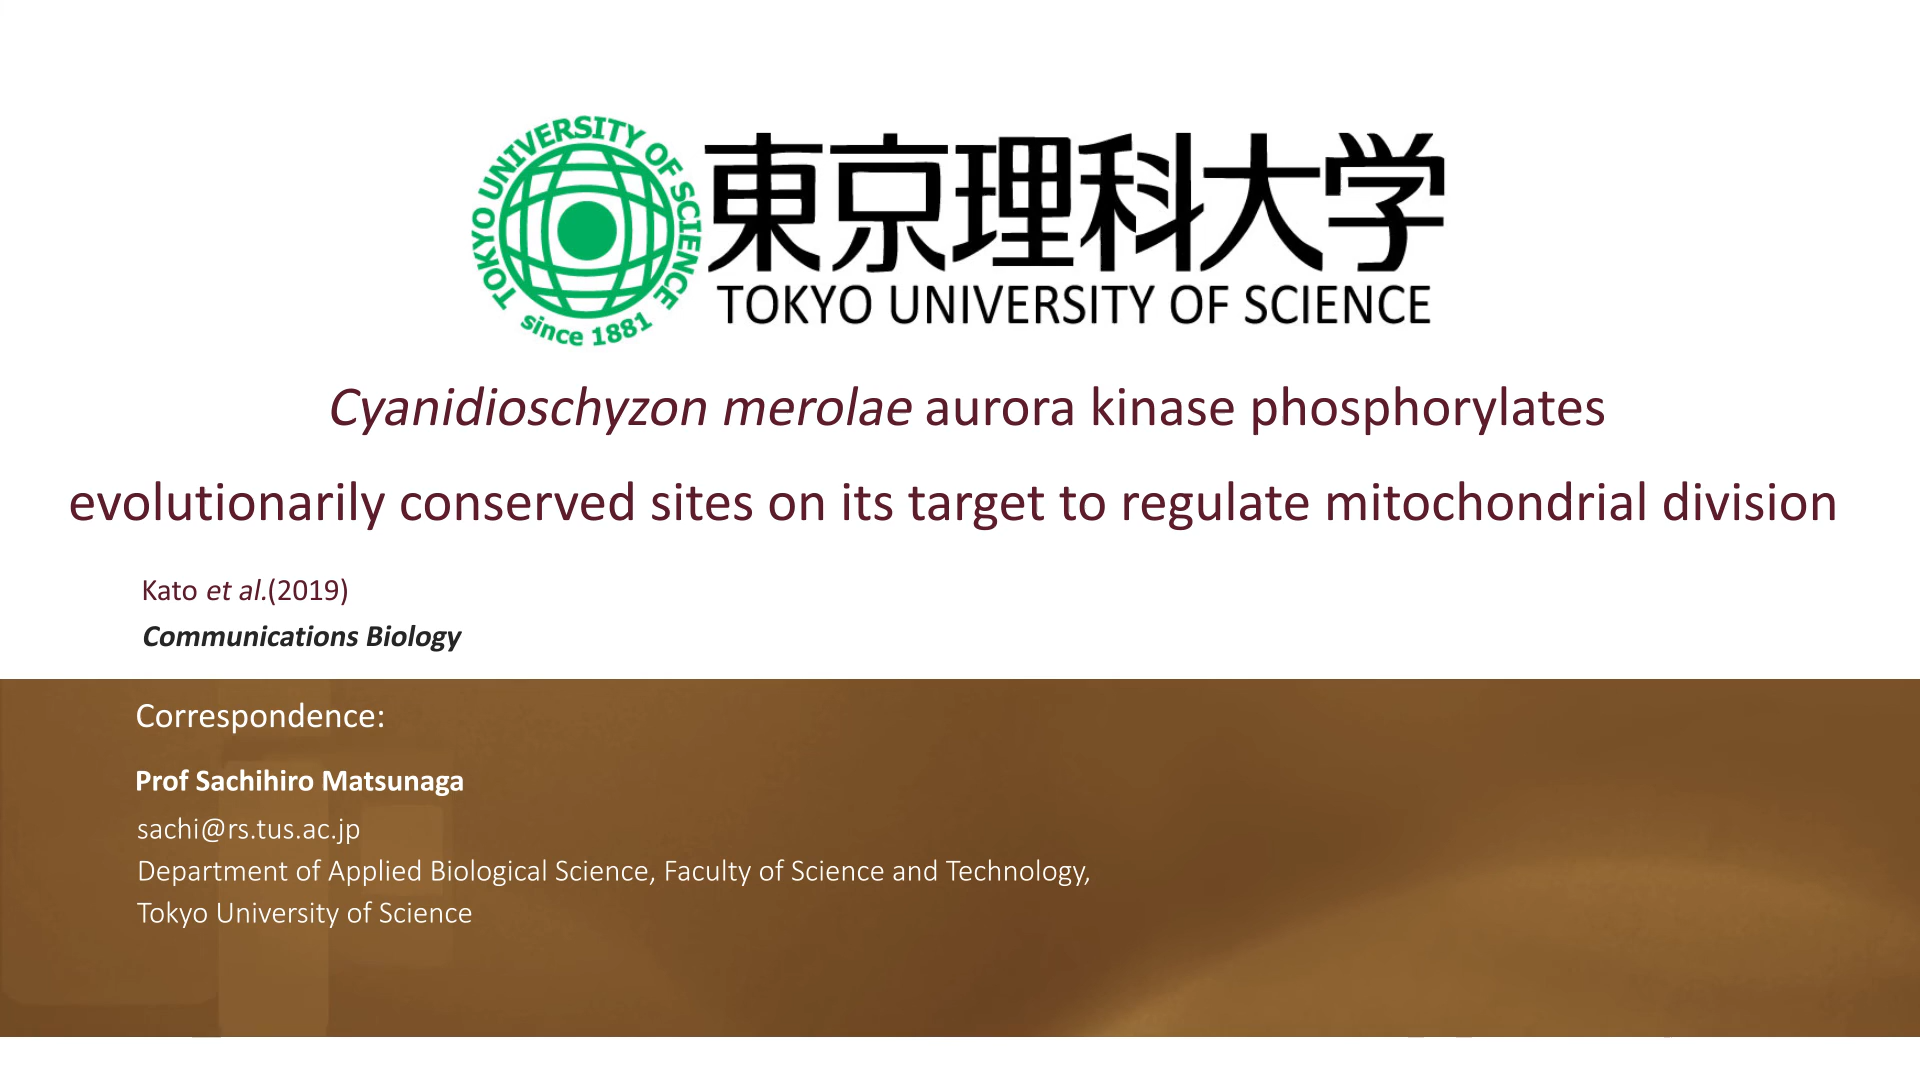 TOKYO UNIVERSITY OF SCIENCE
since 1881
東京理科大学
TOKYO UNIVERSITY OF SCIENCE
Cyanidioschyzon merolae aurora kinase phosphorylates
evolutionarily conserved sites on its target to regulate mitochondrial division
Kato et al.(2019)
Communications Biology
Correspondence:
Prof Sachihiro Matsunaga
sachi@rs.tus.ac.jp
Department of Applied Biological Science, Faculty of Science and Technology,
Tokyo University of Science